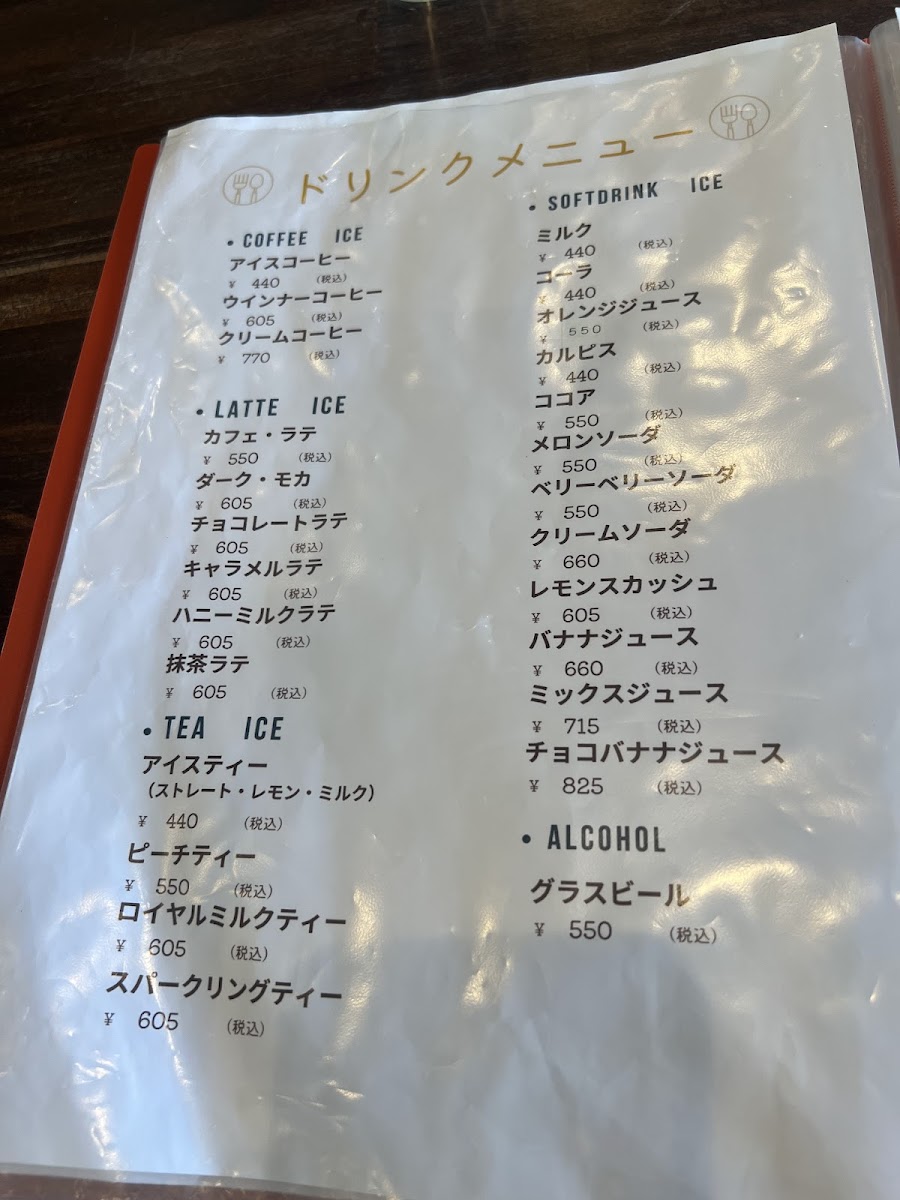 ドリンクメニュー
• COFFEE ICE
アイスコーヒー
¥ 440 (税込)
ウインナーコーヒー
¥ 605 (税込)
クリームコーヒー
¥ 770 (税込)
• LATTE ICE
カフェ・ラテ
¥ 550 (税込)
ダーク・モカ
¥ 605 (税込)
チョコレートラテ
¥ 605 (税込)
キャラメルラテ
¥ 605 (税込)
ハニーミルクラテ
¥ 605 (税込)
抹茶ラテ
¥ 605 (税込)
• TEA ICE
アイスティー
(ストレート・レモン・ミルク)
¥ 440 (税込)
ピーチティー
¥ 550 (税込)
ロイヤルミルクティー
¥ 605 (税込)
スパークリングティー
¥ 605 (税込)
• SOFTDRINK ICE
ミルク
¥ 440 (税込)
コーラ
¥ 440 (税込)
オレンジジュース
¥ 550 (税込)
カルピス
¥ 440 (税込)
ココア
¥ 550 (税込)
メロンソーダ
¥ 550 (税込)
ベリーベリーソーダ
¥ 550 (税込)
クリームソーダ
¥ 660 (税込)
レモンスカッシュ
¥ 605 (税込)
バナナジュース
¥ 660 (税込)
ミックスジュース
¥ 715 (税込)
チョコバナナジュース
¥ 825 (税込)
• ALCOHOL
グラスビール
¥ 550 (税込)